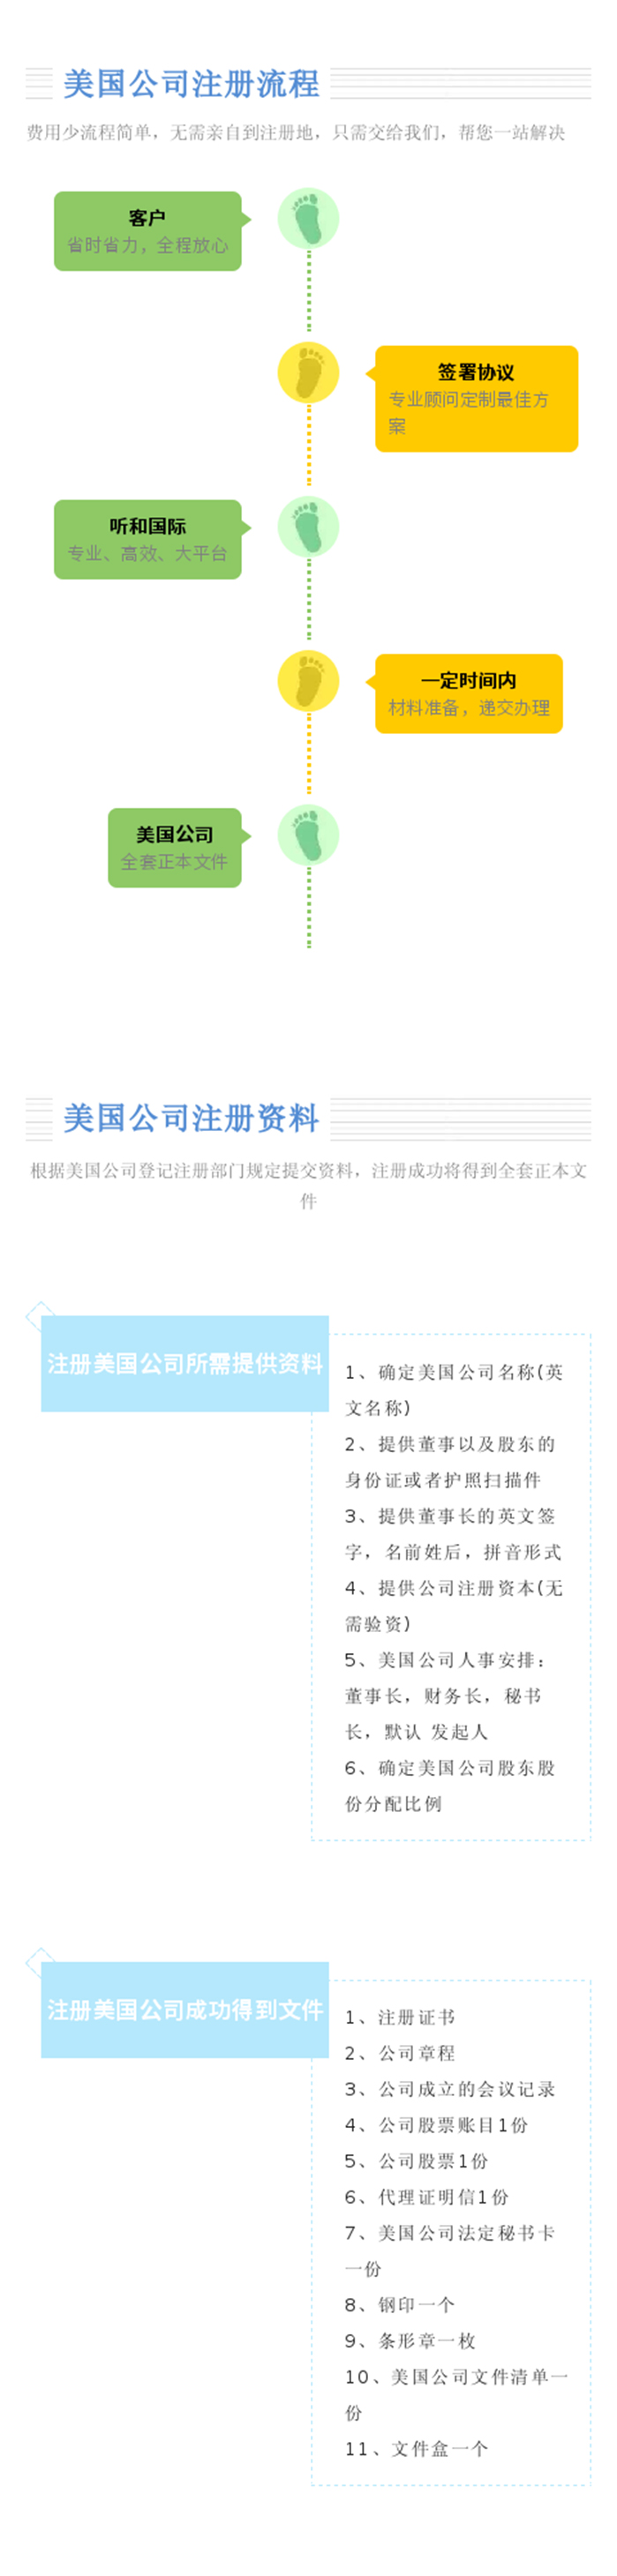 美国公司注册流程
费用少流程简单，无需亲自到注册地，只需交给我们，帮您一站解决
客户
省时省力，全程放心
签署协议
专业顾问定制最佳方
案
听和国际
专业、高效、大平台
一定时间内
材料准备，递交办理
美国公司
全套正本文件
美国公司注册资料
根据美国公司登记注册部门规定提交资料，注册成功将得到全套正本文
件
注册美国公司所需提供资料
1、确定美国公司名称(英
文名称)
2、提供董事以及股东的
身份证或者护照扫描件
3、提供董事长的英文签
字，名前姓后，拼音形式
4、提供公司注册资本(无
需验资)
5、美国公司人事安排：
董事长，财务长，秘书
长，默认 发起人
6、确定美国公司股东股
份分配比例
注册美国公司成功得到文件
1、注册证书
2、公司章程
3、公司成立的会议记录
4、公司股票账目1份
5、公司股票1份
6、代理证明信1份
7、美国公司法定秘书卡
一份
8、钢印一个
9、条形章一枚
10、美国公司文件清单一
份
11、文件盒一个